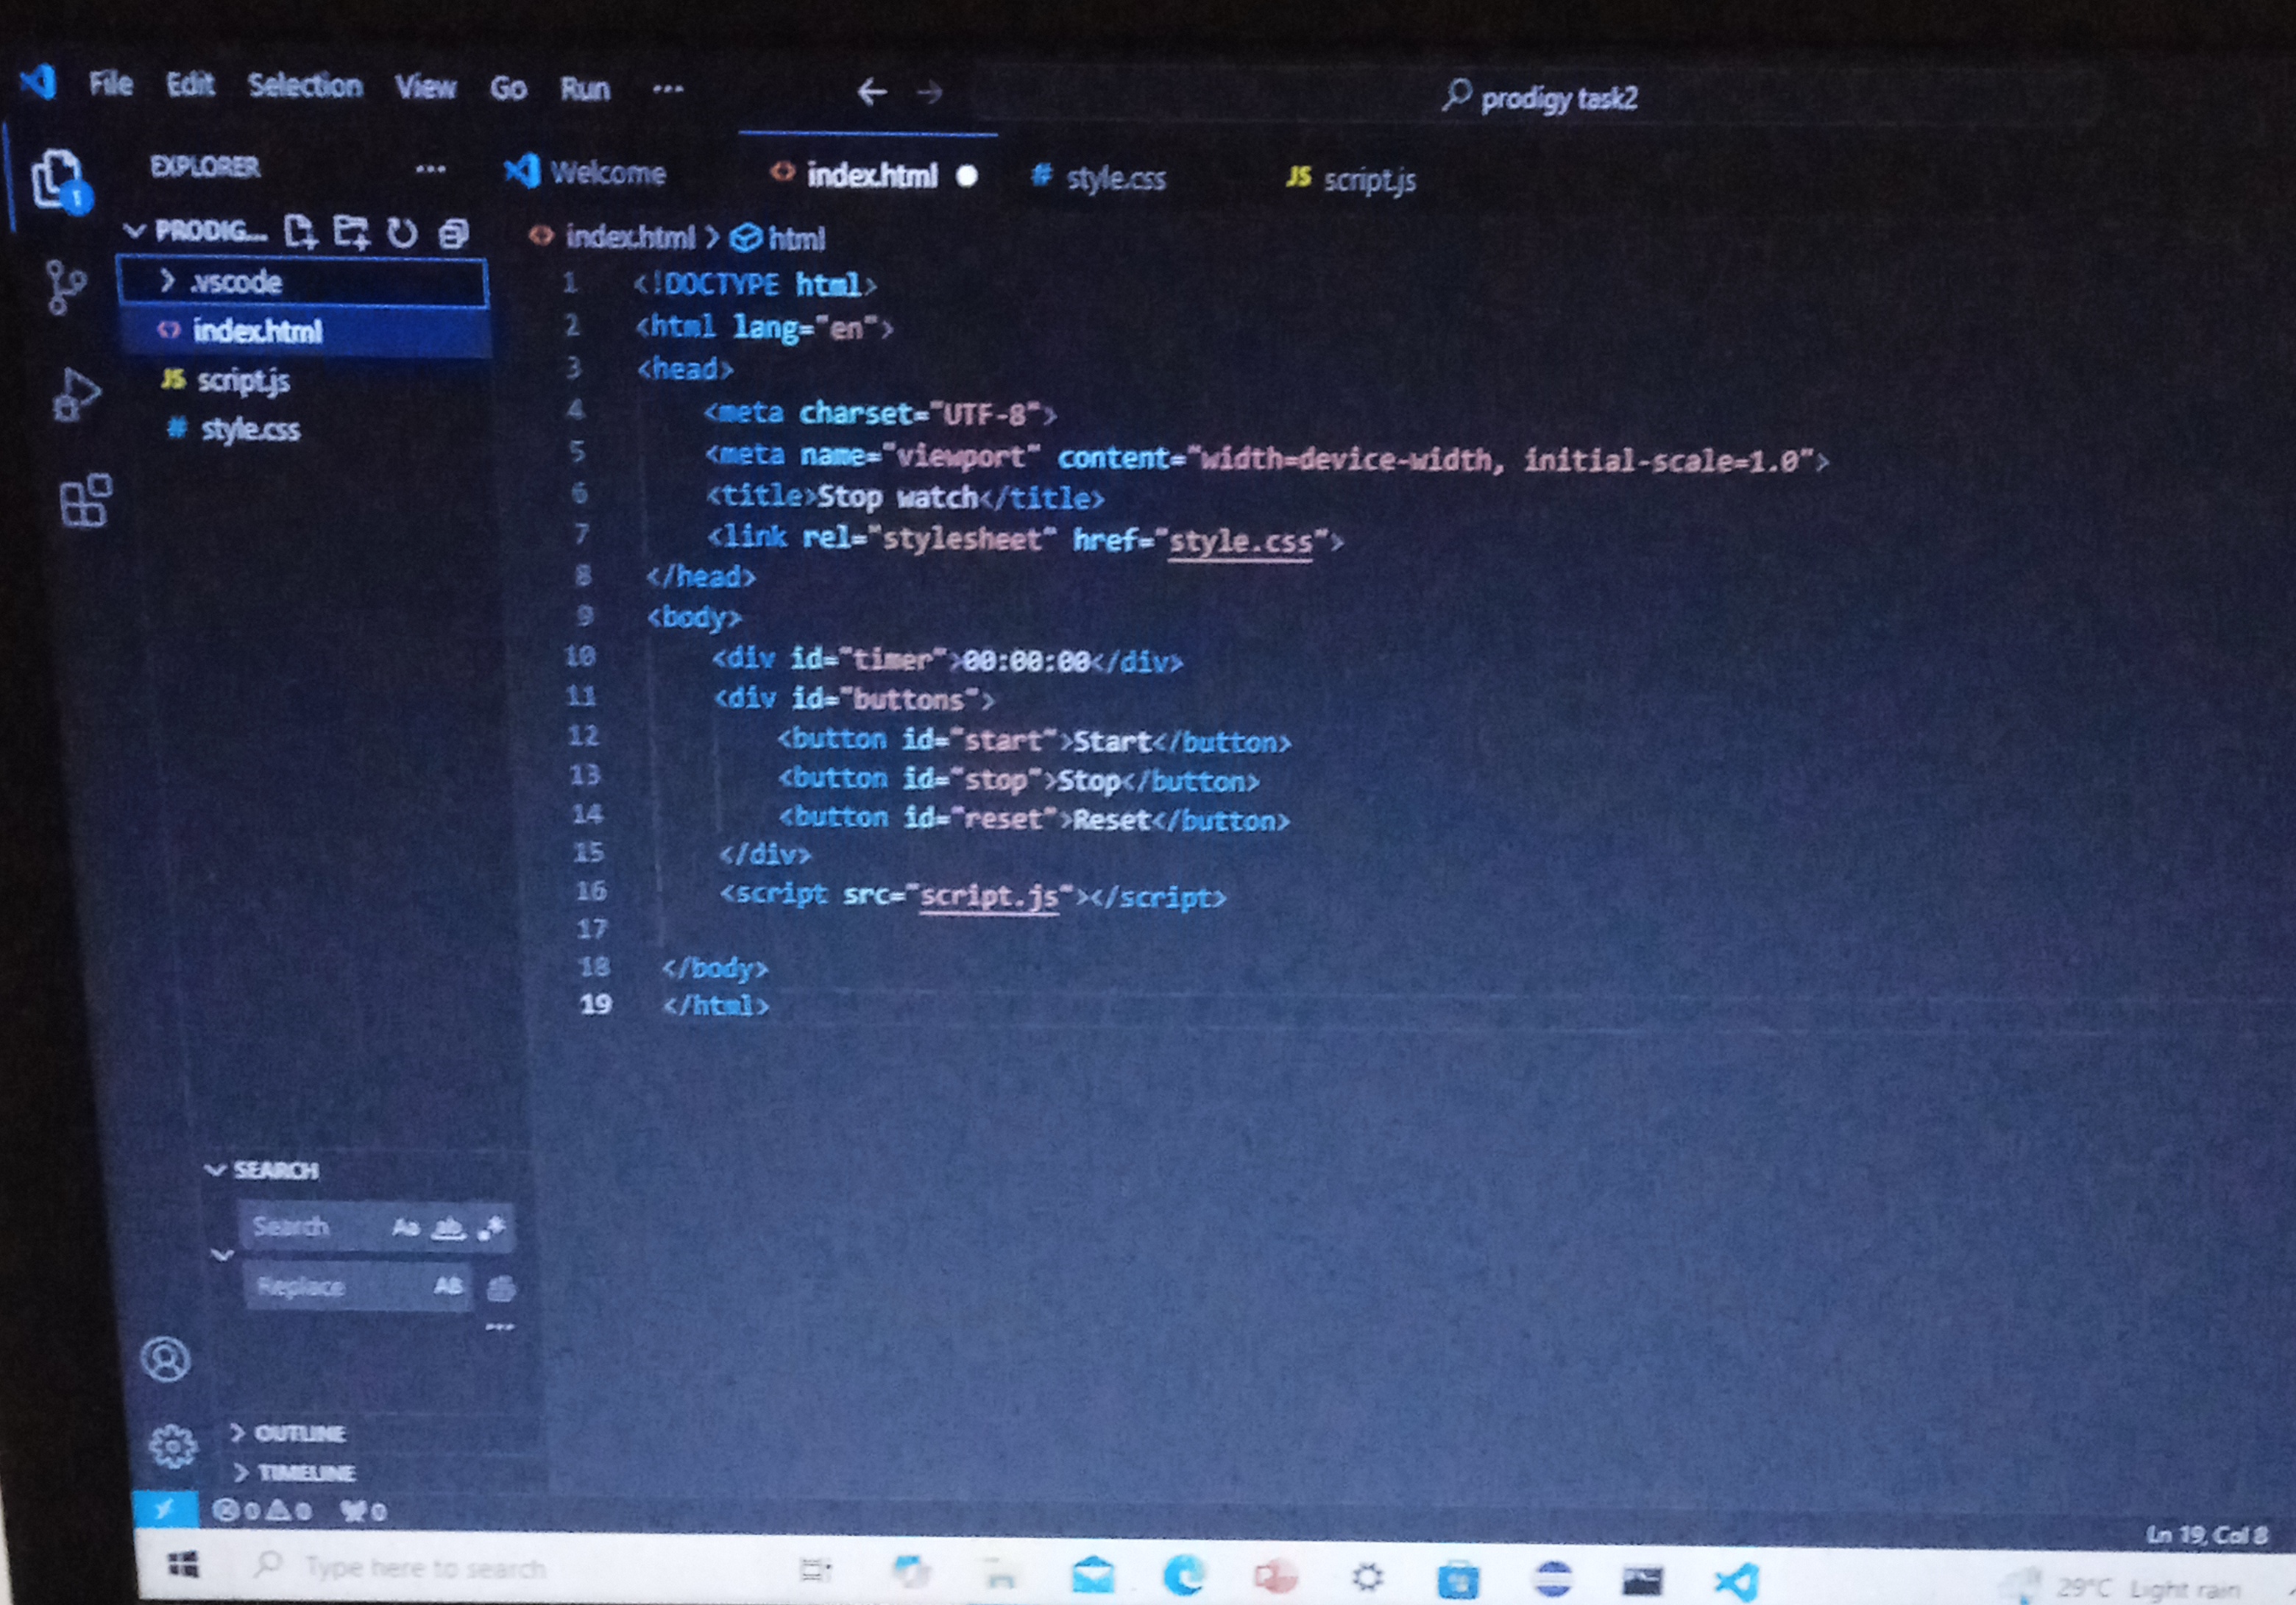 File Edit Selection View Go Run ...
prodigy task2
EXPLORER ...
Welcome
index.html
style.css
JS script.js
PRODIG...
index.html > html
.vscode
index.html
JS script.js
# style.css
1 <!DOCTYPE html>
2 <html lang="en">
3 <head>
4 <meta charset="UTF-8">
5 <meta name="viewport" content="width=device-width, initial-scale=1.0">
6 <title>Stop watch</title>
7 <link rel="stylesheet" href="style.css">
8 </head>
9 <body>
10 <div id="timer">00:00:00</div>
11 <div id="buttons">
12 <button id="start">Start</button>
13 <button id="stop">Stop</button>
14 <button id="reset">Reset</button>
15 </div>
16 <script src="script.js"></script>
17
18 </body>
19 </html>
SEARCH
Search Aa ab .*
Replace AB
...
OUTLINE
TIMELINE
0 0 0
Ln 19, Col 8
Type here to search
29°C Light rain